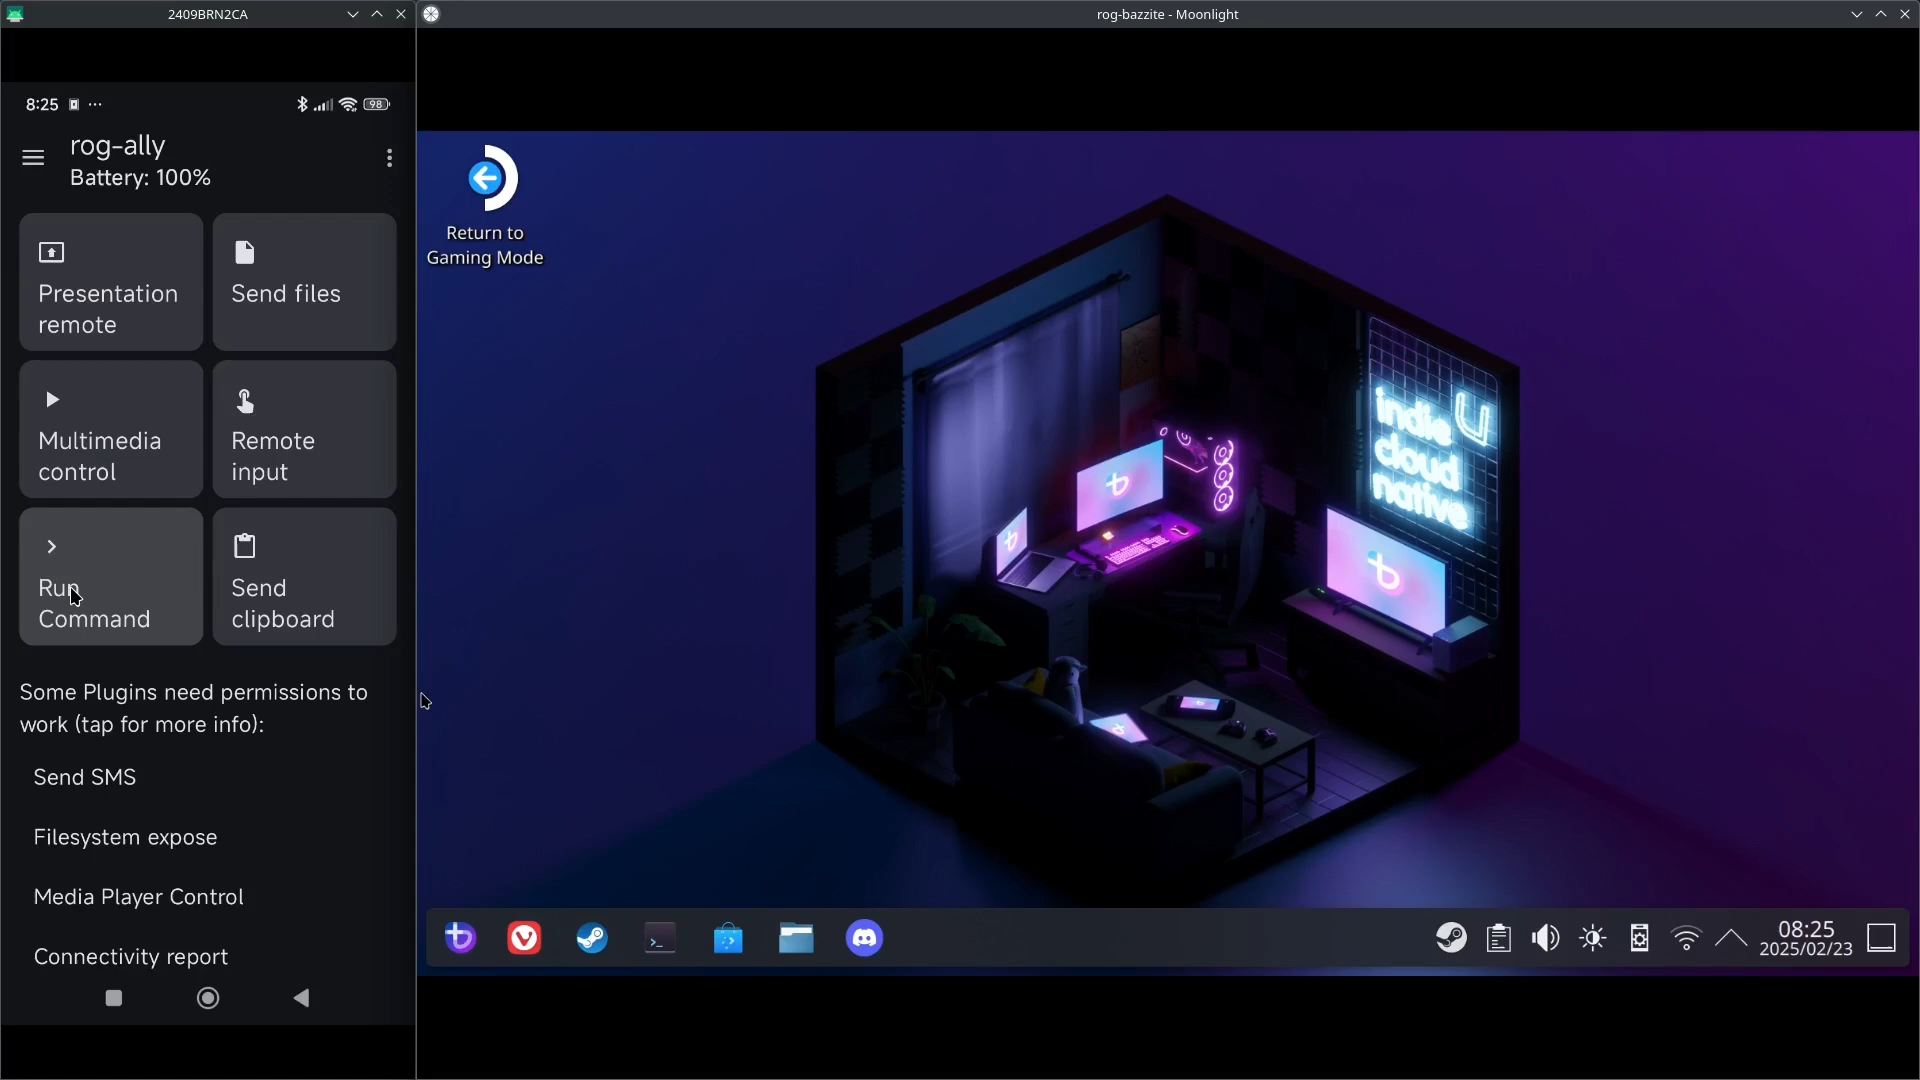 2409BRN2CA
rog-bazzite - Moonlight
8:25
98
rog-ally
Battery: 100%
Presentation
remote
Send files
Multimedia
control
Remote
input
Run
Command
Send
clipboard
Some Plugins need permissions to
work (tap for more info):
Send SMS
Filesystem expose
Media Player Control
Connectivity report
Return to
Gaming Mode
indie
cloud
native
08:25
2025/02/23